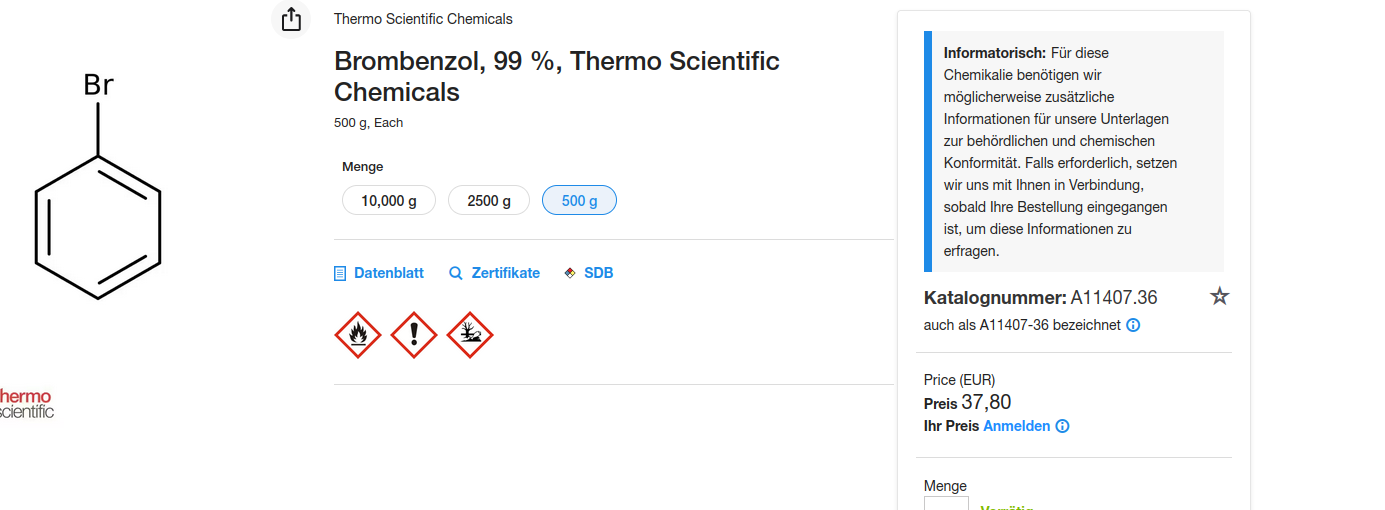 Thermo Scientific Chemicals
Brombenzol, 99 %, Thermo Scientific
Chemicals
500 g, Each
Menge
10,000 g
2500 g
500 g
Datenblatt
Zertifikate
SDB
Br
hermo
scientific
Informatorisch: Für diese
Chemikalie benötigen wir
möglicherweise zusätzliche
Informationen für unsere Unterlagen
zur behördlichen und chemischen
Konformität. Falls erforderlich, setzen
wir uns mit Ihnen in Verbindung,
sobald Ihre Bestellung eingegangen
ist, um diese Informationen zu
erfragen.
Katalognummer: A11407.36
auch als A11407-36 bezeichnet
Price (EUR)
Preis 37,80
Ihr Preis Anmelden
Menge